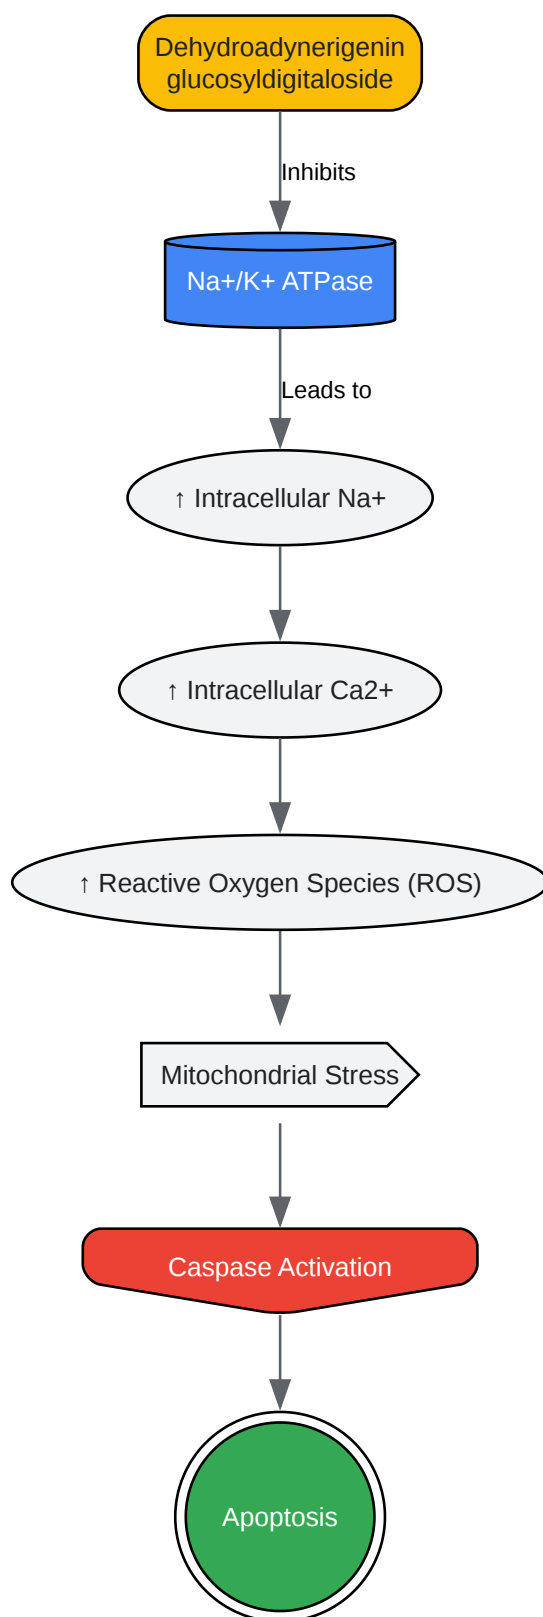 Dehydroadynerigenin
glucosyldigitaloside
Inhibits
Na+/K+ ATPase
Leads to
↑ Intracellular Na+
↑ Intracellular Ca2+
↑ Reactive Oxygen Species (ROS)
Mitochondrial Stress
Caspase Activation
Apoptosis